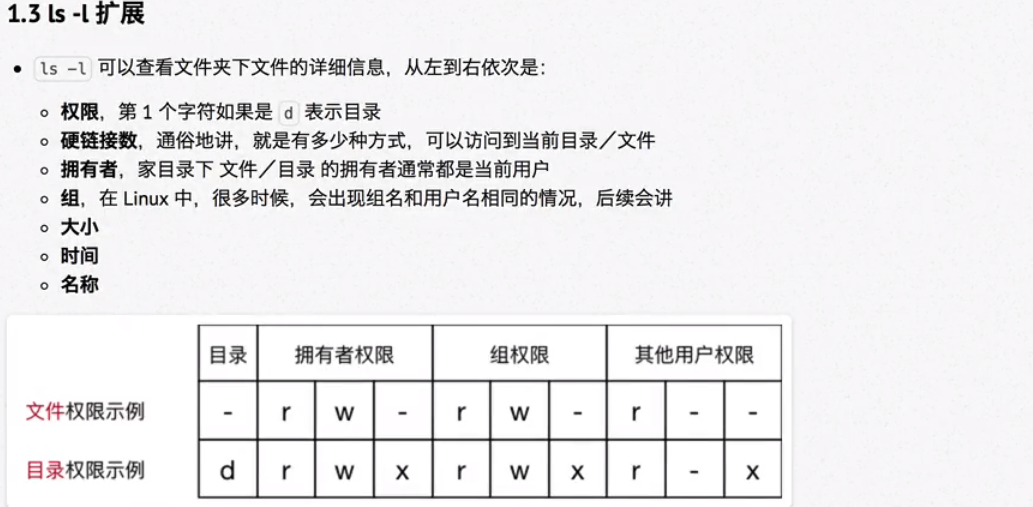 1.3 ls -l 扩展
ls -l 可以查看文件夹下文件的详细信息，从左到右依次是：
权限，第 1 个字符如果是 d 表示目录
硬链接数，通俗地讲，就是有多少种方式，可以访问到当前目录／文件
拥有者，家目录下 文件／目录 的拥有者通常都是当前用户
组，在 Linux 中，很多时候，会出现组名和用户名相同的情况，后续会讲
大小
时间
名称
目录 拥有者权限 组权限 其他用户权限
文件权限示例 - r w - r w - r - -
目录权限示例 d r w x r w x r - x